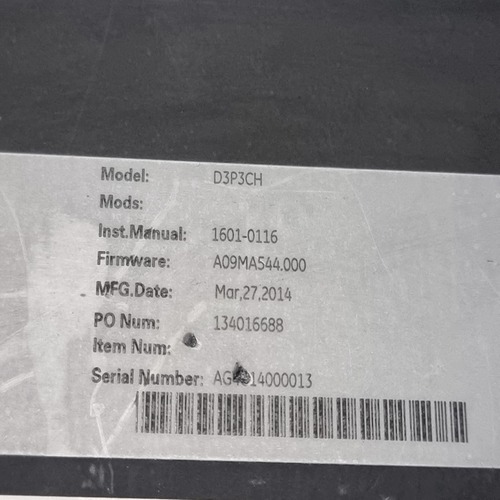 Model: D3P3CH
Mods:
Inst.Manual: 1601-0116
Firmware: A09MA544.000
MFG.Date: Mar,27,2014
PO Num: 134016688
Item Num:
Serial Number: